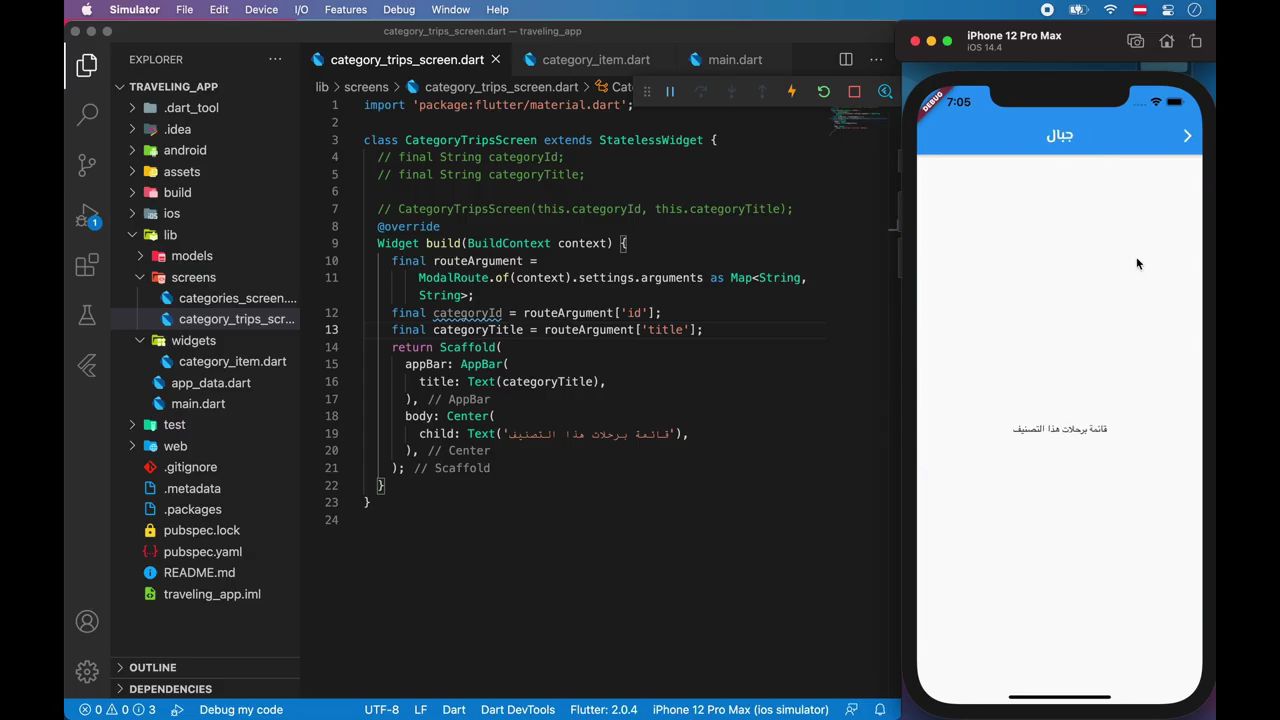 Simulator File Edit Device I/O Features Debug Window Help
category_trips_screen.dart — traveling_app
EXPLORER
TRAVELING_APP
.dart_tool
.idea
android
assets
build
ios
lib
models
screens
categories_screen....
category_trips_scr...
widgets
category_item.dart
app_data.dart
main.dart
test
web
.gitignore
.metadata
.packages
pubspec.lock
pubspec.yaml
README.md
traveling_app.iml
OUTLINE
DEPENDENCIES
1
category_trips_screen.dart category_item.dart main.dart
lib > screens > category_trips_screen.dart > Cate
1 import 'package:flutter/material.dart';
2
3 class CategoryTripsScreen extends StatelessWidget {
4 // final String categoryId;
5 // final String categoryTitle;
6
7 // CategoryTripsScreen(this.categoryId, this.categoryTitle);
8 @override
9 Widget build(BuildContext context) {
10 final routeArgument =
11 ModalRoute.of(context).settings.arguments as Map<String,
String>;
12 final categoryId = routeArgument['id'];
13 final categoryTitle = routeArgument['title'];
14 return Scaffold(
15 appBar: AppBar(
16 title: Text(categoryTitle),
17 ), // AppBar
18 body: Center(
19 child: Text('قائمة برحلات هذا التصنيف'),
20 ), // Center
21 ); // Scaffold
22 }
23 }
24
iPhone 12 Pro Max
iOS 14.4
DEBUG
7:05
جبال
قائمة برحلات هذا التصنيف
0 0 3 Debug my code UTF-8 LF Dart Dart DevTools Flutter: 2.0.4 iPhone 12 Pro Max (ios simulator)